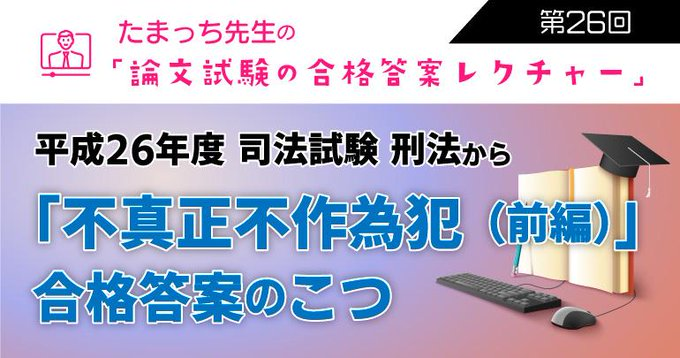 第26回
たまっち先生の
「論文試験の合格答案レクチャー」
平成26年度 司法試験 刑法から
「不真正不作為犯（前編）」
合格答案のこつ